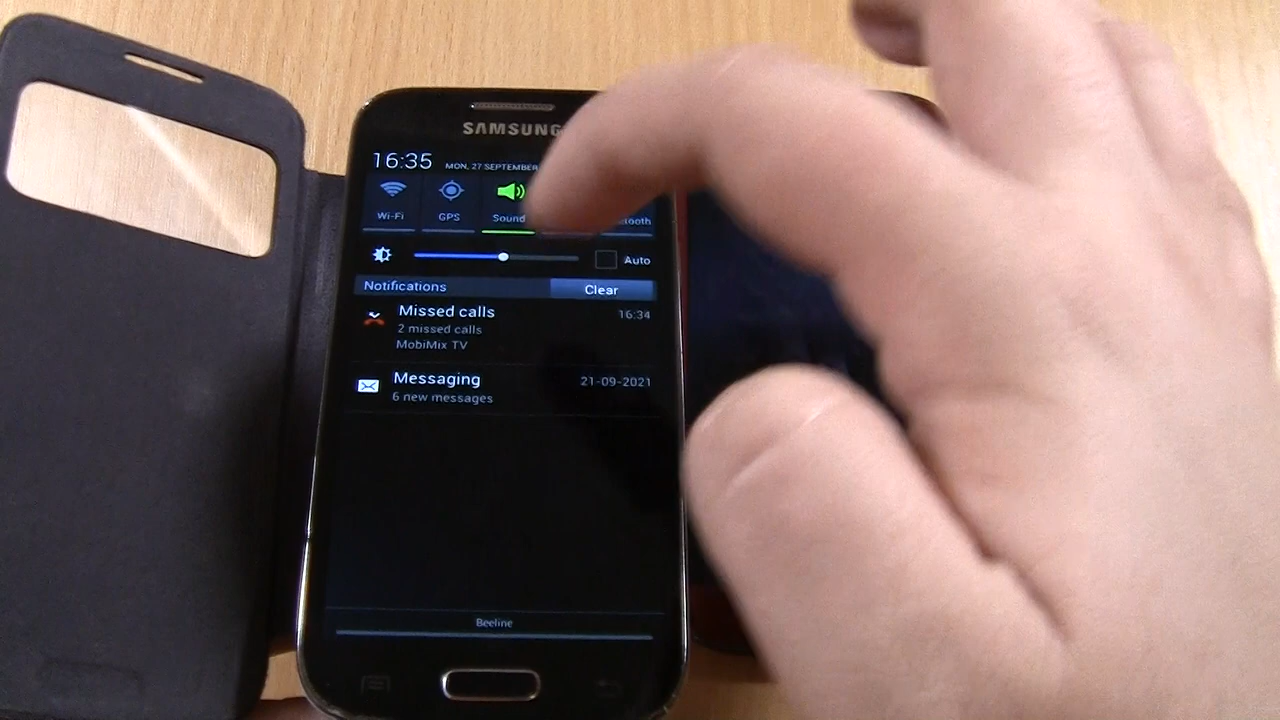 SAMSUNG
16:35 MON, 27 SEPTEMBER
Wi-Fi GPS Sound
Auto
Notifications Clear
Missed calls 16:34
2 missed calls
MobiMix TV
Messaging 21-09-2021
6 new messages
Beeline